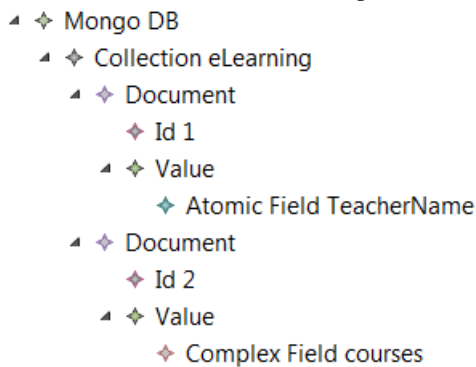 Mongo DB
Collection eLearning
Document
Id 1
Value
Atomic Field TeacherName
Document
Id 2
Value
Complex Field courses